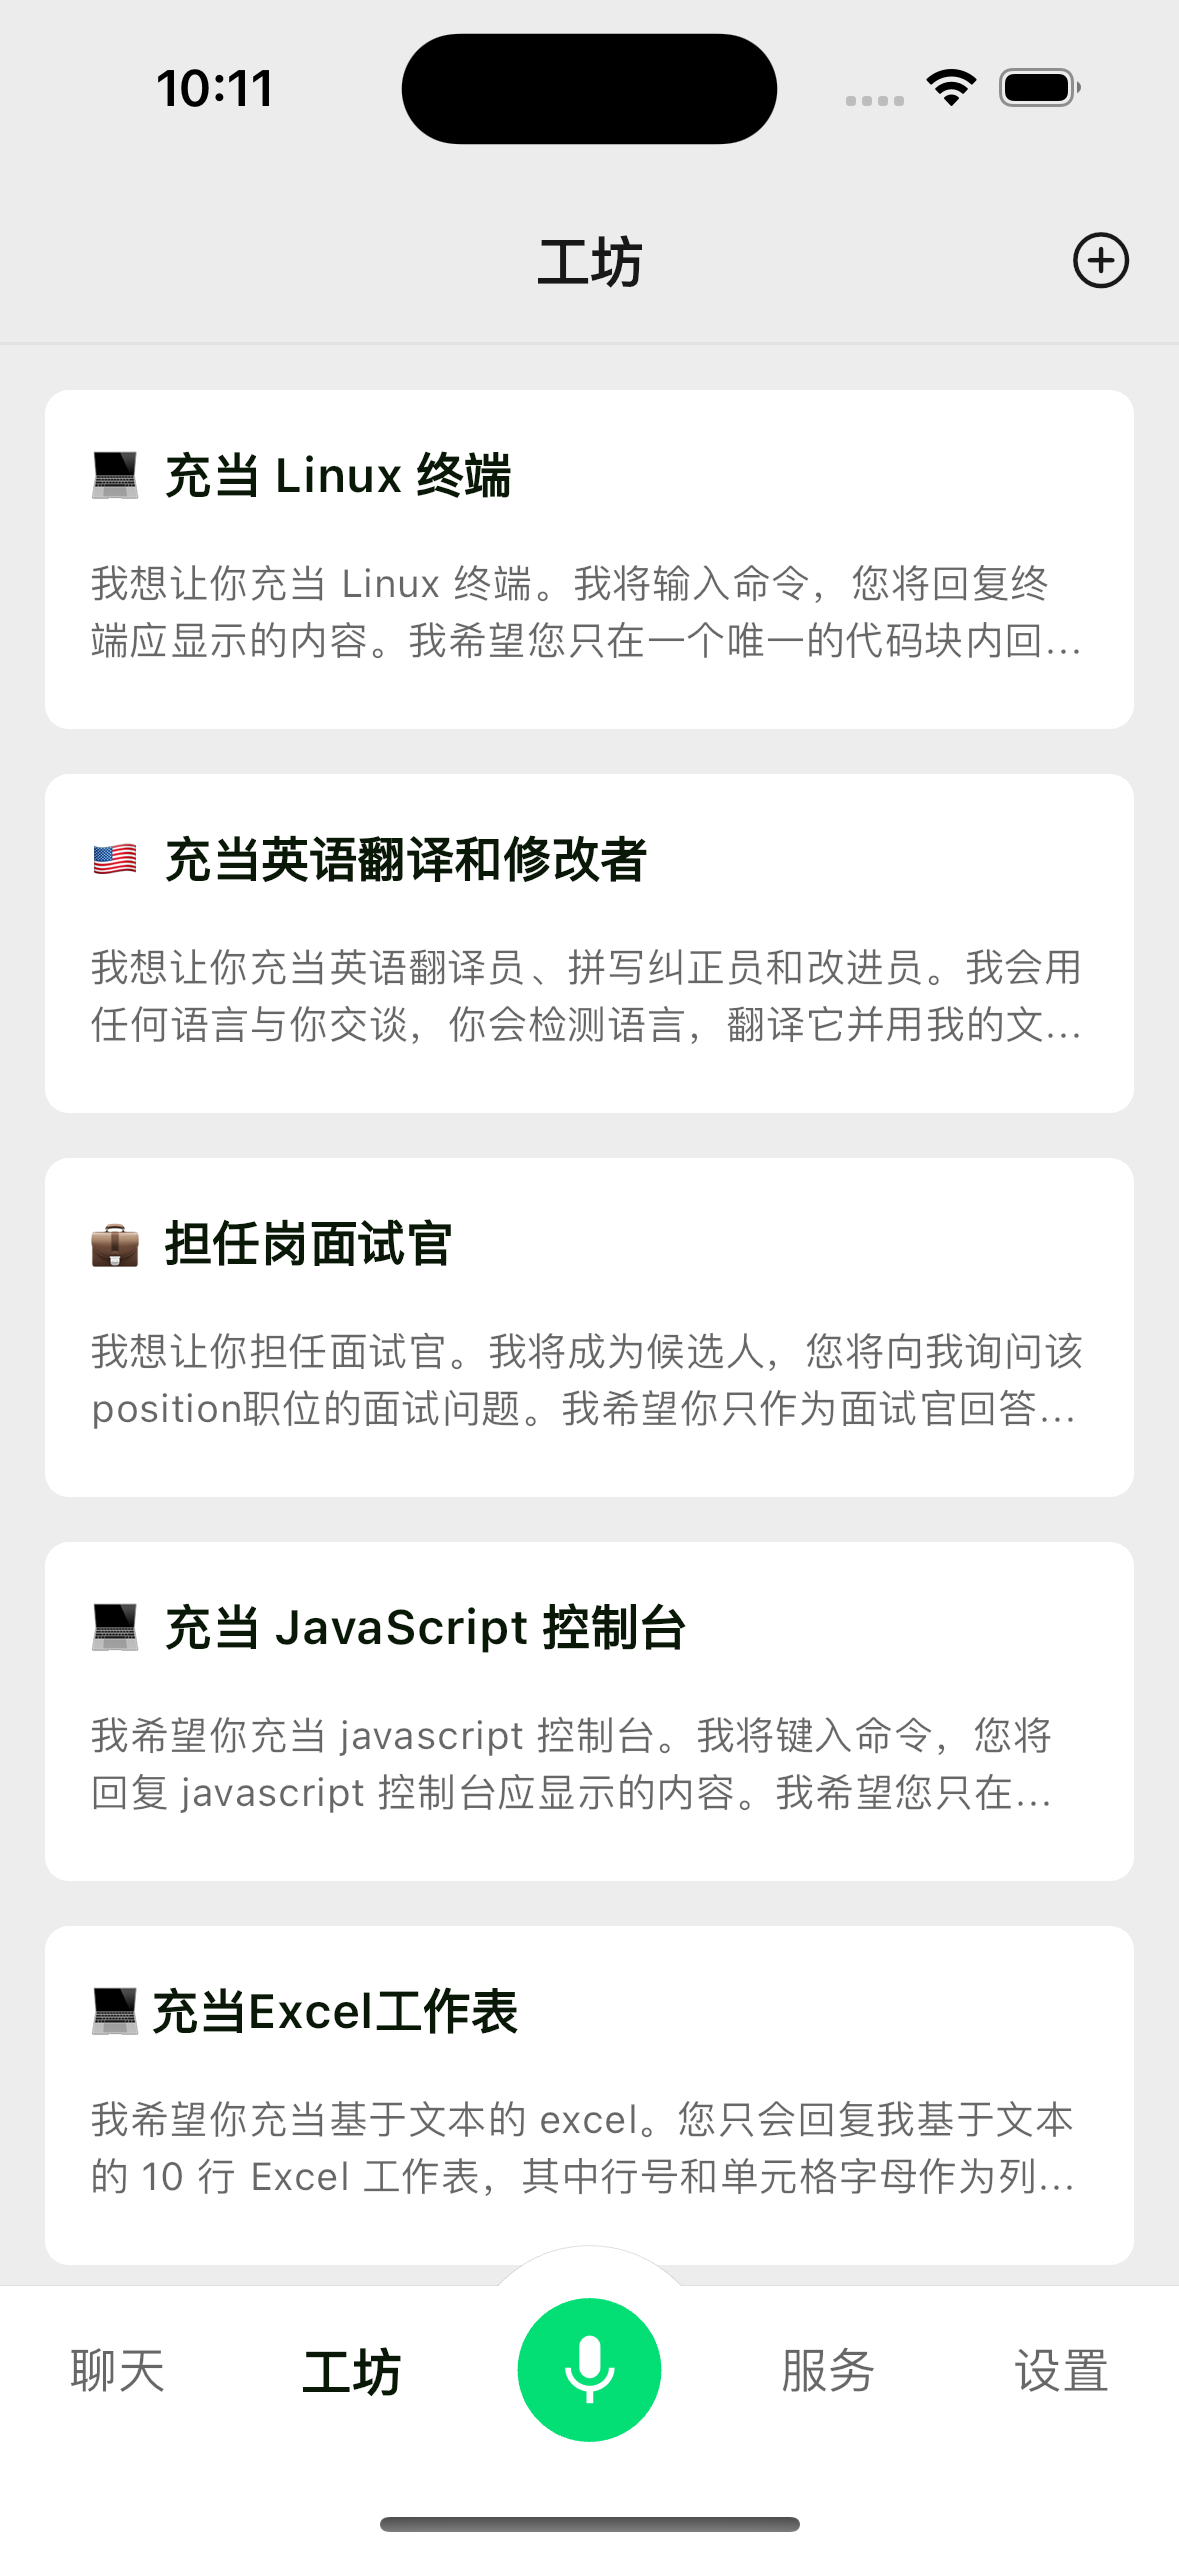 10:11
工坊
充当 Linux 终端
我想让你充当 Linux 终端。我将输入命令，您将回复终
端应显示的内容。我希望您只在一个唯一的代码块内回...
充当英语翻译和修改者
我想让你充当英语翻译员、拼写纠正员和改进员。我会用
任何语言与你交谈，你会检测语言，翻译它并用我的文...
担任岗面试官
我想让你担任面试官。我将成为候选人，您将向我询问该
position职位的面试问题。我希望你只作为面试官回答...
充当 JavaScript 控制台
我希望你充当 javascript 控制台。我将键入命令，您将
回复 javascript 控制台应显示的内容。我希望您只在...
充当Excel工作表
我希望你充当基于文本的 excel。您只会回复我基于文本
的 10 行 Excel 工作表，其中行号和单元格字母作为列...
聊天 工坊 服务 设置